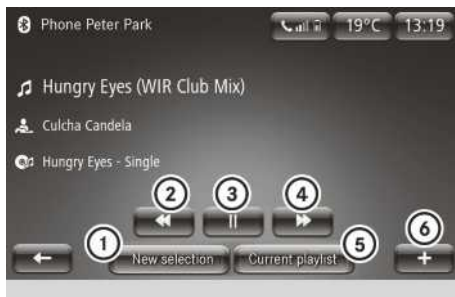 Phone Peter Park
19°C
13:19
Hungry Eyes (WIR Club Mix)
Culcha Candela
Hungry Eyes - Single
2
3
4
1
5
6
New selection
Current playlist